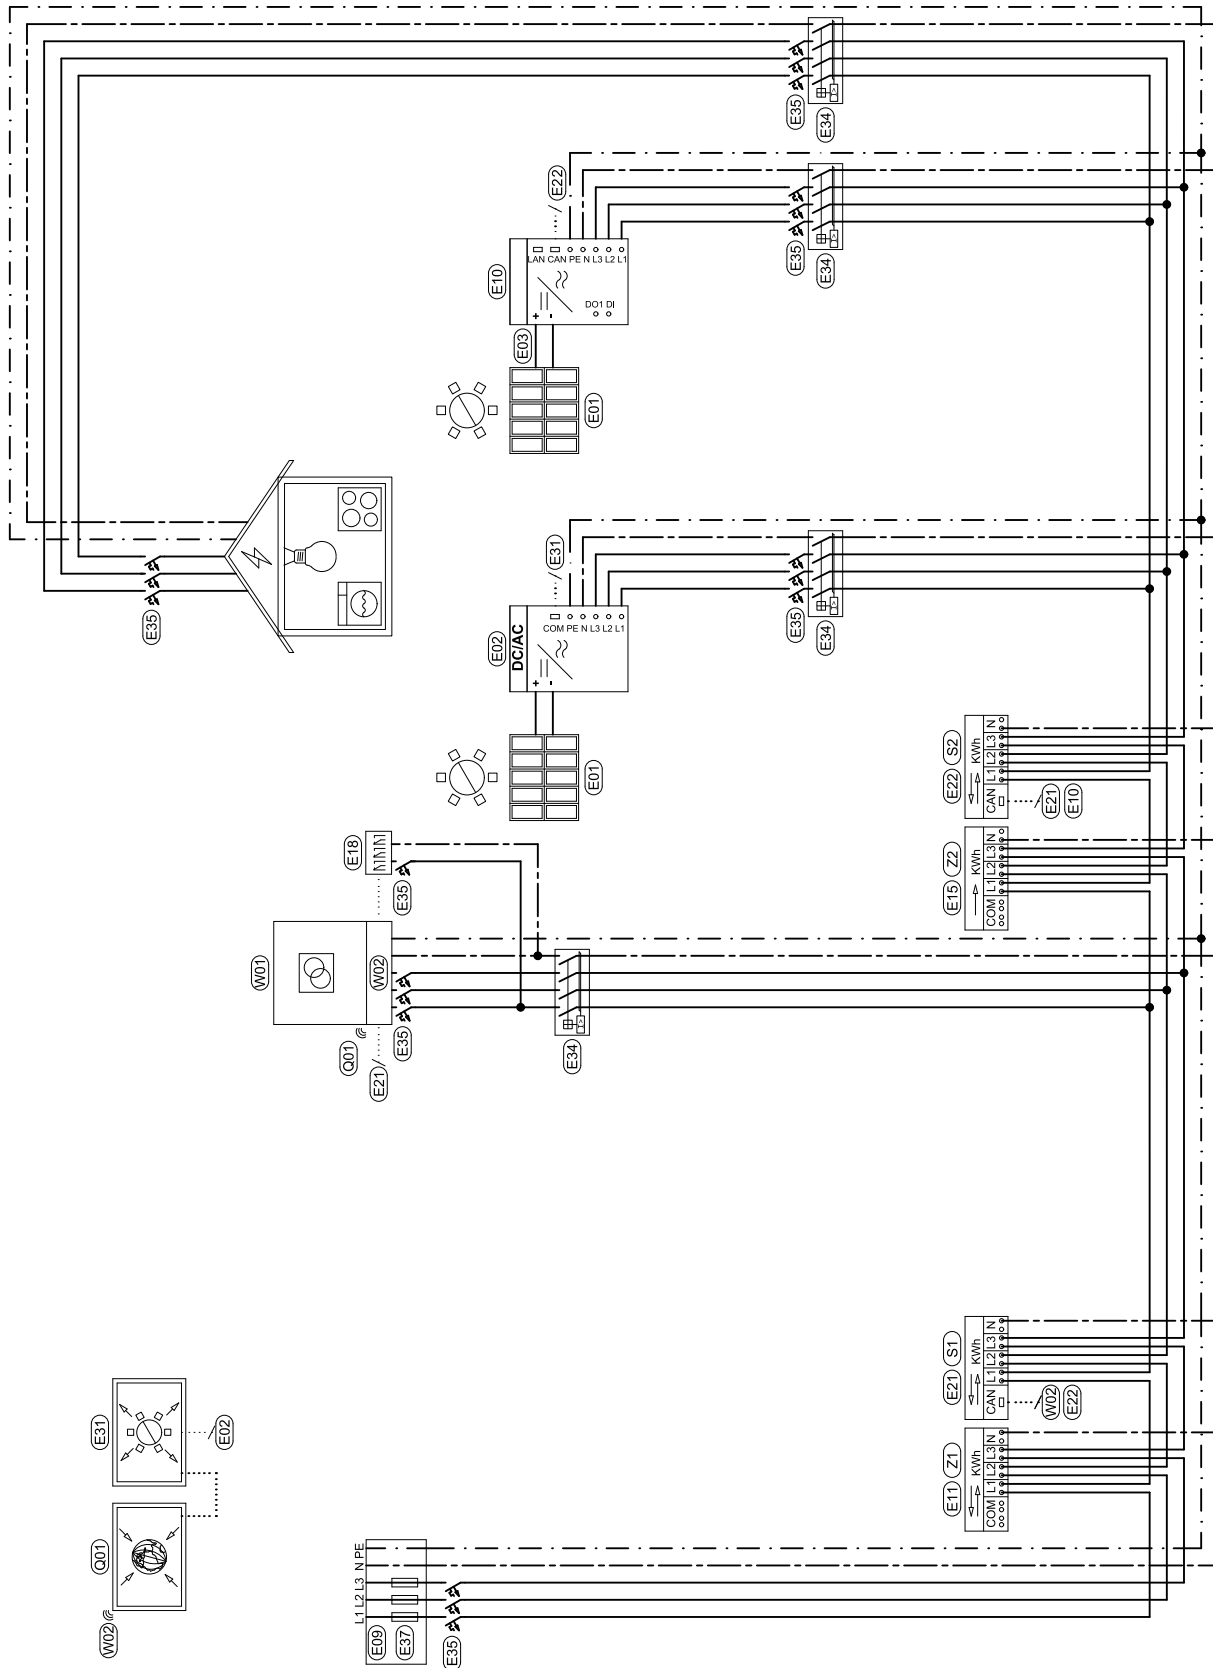 W02
Q01
E31
E35
E02
W01
Q01
E18
L1 L2 L3 N PE
E09
E21
W02
E37
E35
E35
E35
E02
E10
DC/AC
E03
+
-
+
-
COM PE N L3 L2 L1
E31
LAN CAN PE N L3 L2 L1
E22
DO1 DI
E34
E01
E01
E35
E35
E35
E34
E34
E34
E11 Z1
KWh
COM L1 L2 L3 N
E21 S1
KWh
CAN L1 L2 L3 N
W02
E22
E15 Z2
KWh
COM L1 L2 L3 N
E22 S2
KWh
CAN L1 L2 L3 N
E21
E10